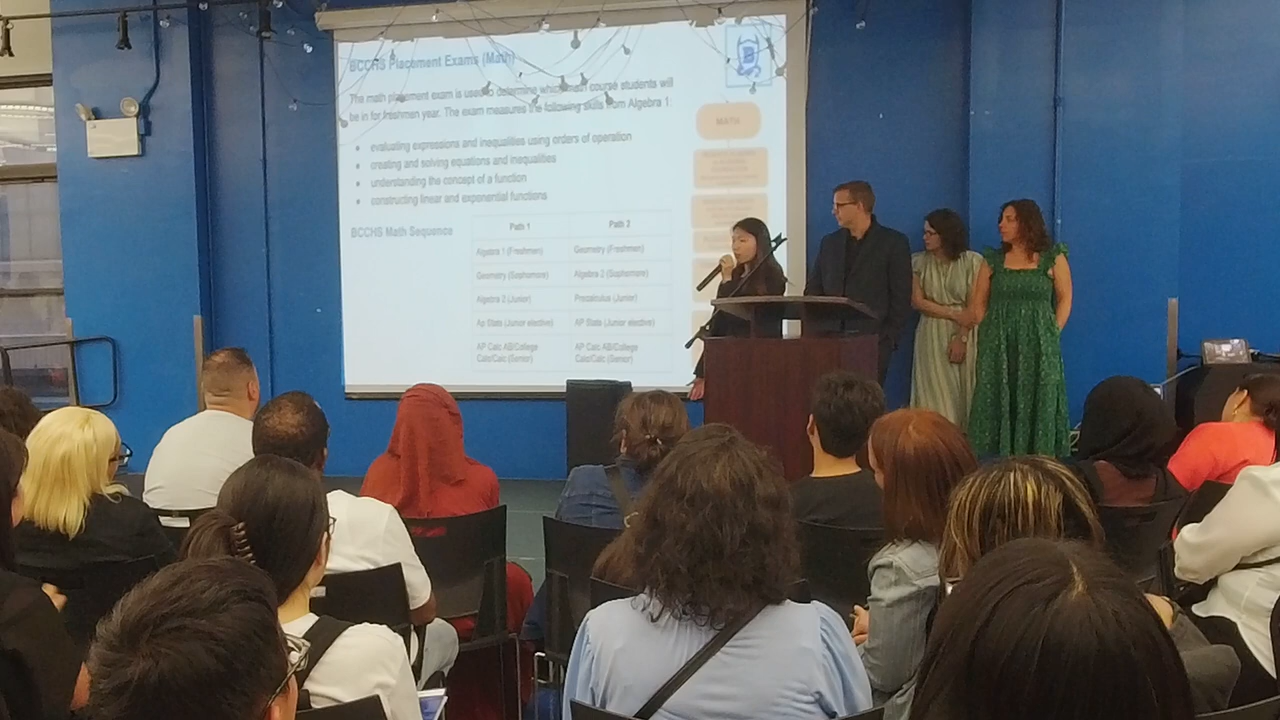 BCCHS Placement Exams (Math)
The math placement exam is used to determine which math course students will
be in for freshmen year. The exam measures the following skills from Algebra 1:
evaluating expressions and inequalities using orders of operation
creating and solving equations and inequalities
understanding the concept of a function
constructing linear and exponential functions
BCCHS Math Sequence
Path 1 Path 2
Algebra 1 (Freshmen) Geometry (Freshmen)
Geometry (Sophomore) Algebra 2 (Sophomore)
Algebra 2 (Junior) Precalculus (Junior)
Ap Stats (Junior elective) AP Stats (Junior elective)
AP Calc AB/College AP Calc AB/College
Calc/Calc (Senior) Calc/Calc (Senior)
B
MATH